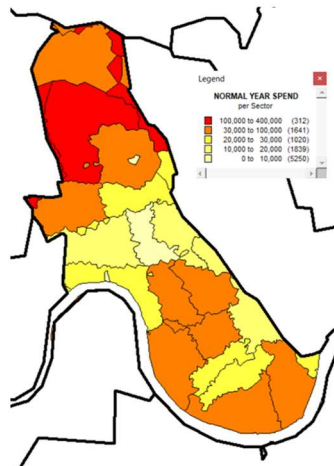 Legend
NORMAL YEAR SPEND
per Sector
100,000 to 400,000 (312)
30,000 to 100,000 (1641)
20,000 to 30,000 (1020)
10,000 to 20,000 (1839)
0 to 10,000 (5250)